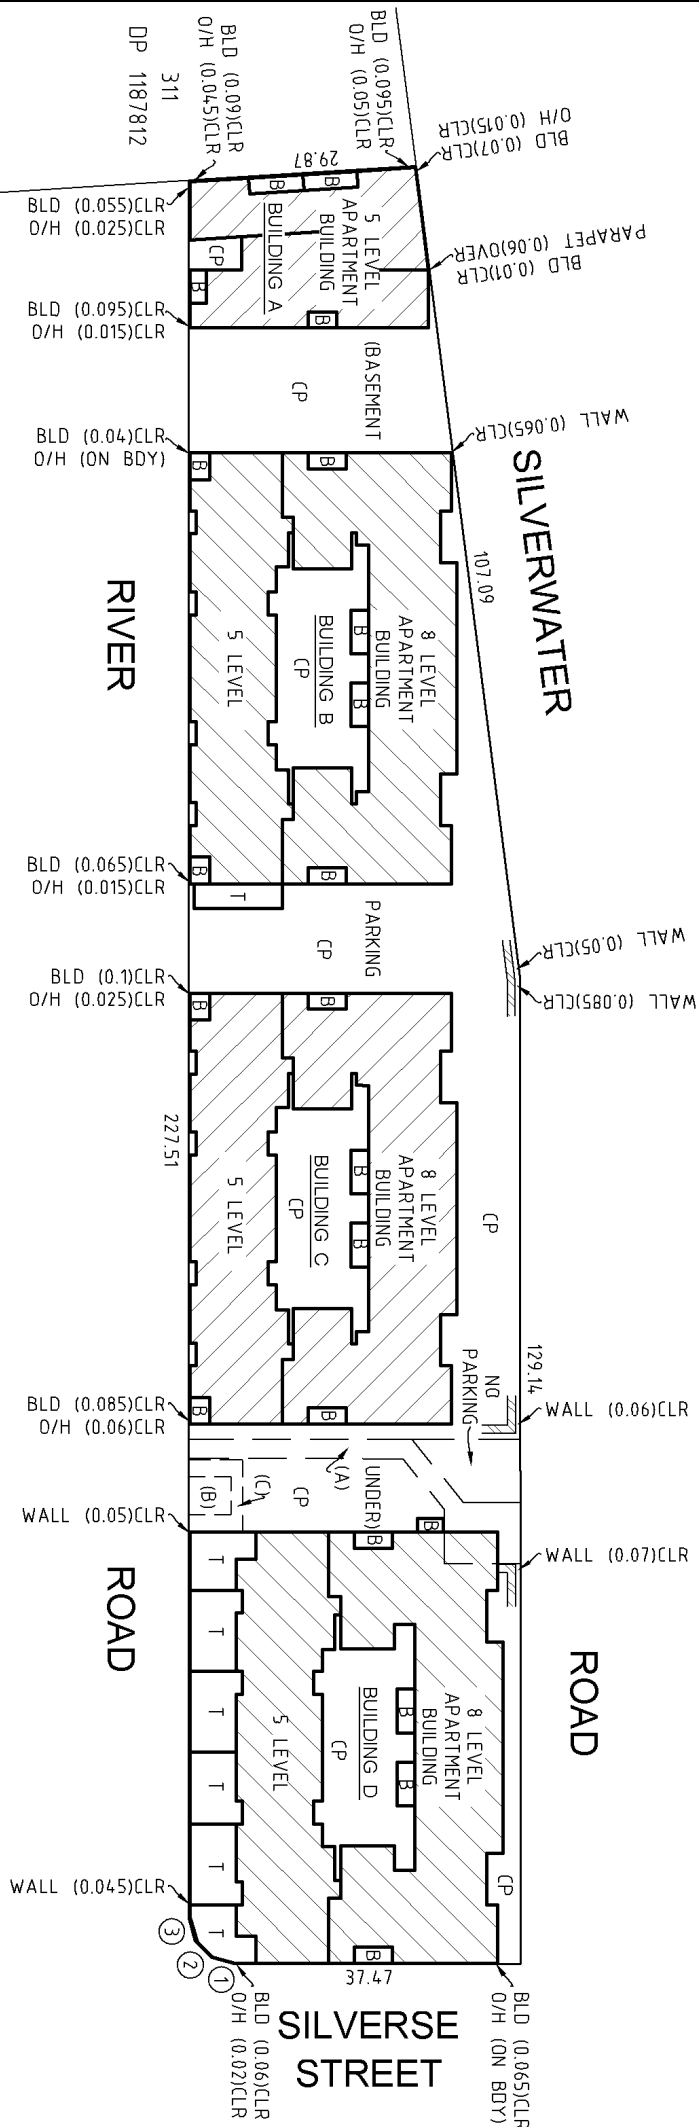 BLD (0.09)CLR
O/H (0.045)CLR
311
DP 1187812
BLD (0.095)CLR
O/H (0.05)CLR
BLD (0.07)CLR
O/H (0.015)CLR
29.87
B
B
5 LEVEL
APARTMENT
BUILDING
BUILDING A
PARAPET (0.06)OVER
BLD (0.01)CLR
BLD (0.055)CLR
O/H (0.025)CLR
CP
B
B
BLD (0.095)CLR
O/H (0.015)CLR
(BASEMENT
CP
WALL (0.065)CLR
BLD (0.04)CLR
O/H (ON BDY)
B
B
SILVERWATER
107.09
RIVER
8 LEVEL
APARTMENT
BUILDING
B
B
BUILDING B
CP
5 LEVEL
BLD (0.065)CLR
O/H (0.015)CLR
B
B
T
PARKING
CP
WALL (0.05)CLR
WALL (0.085)CLR
BLD (0.1)CLR
O/H (0.025)CLR
B
B
227.51
8 LEVEL
APARTMENT
BUILDING
B
B
BUILDING C
CP
5 LEVEL
CP
129.14
NO
PARKING
BLD (0.085)CLR
O/H (0.06)CLR
B
B
WALL (0.06)CLR
(A)
(B)
(C)
CP
UNDER)
WALL (0.05)CLR
B
B
WALL (0.07)CLR
ROAD
ROAD
T
T
T
T
T
T
8 LEVEL
APARTMENT
BUILDING
B
B
BUILDING D
CP
5 LEVEL
CP
WALL (0.045)CLR
3
2
1
B
37.47
BLD (0.06)CLR
O/H (0.02)CLR
SILVERSE
STREET
BLD (0.065)CLR
O/H (ON BDY)